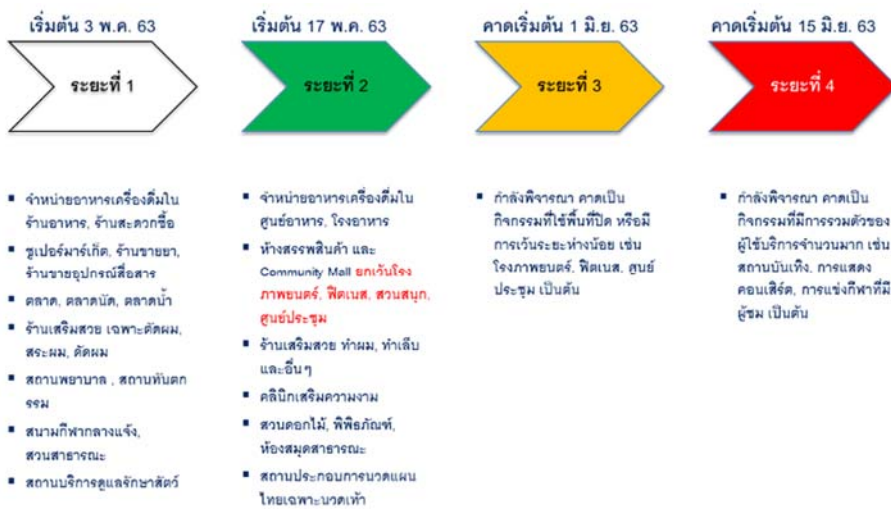 เริ่มต้น 3 พ.ค. 63
ระยะที่ 1
จำหน่ายอาหารเครื่องดื่มใน
ร้านอาหาร, ร้านสะดวกซื้อ
ซูเปอร์มาร์เก็ต, ร้านขายยา,
ร้านขายอุปกรณ์สื่อสาร
ตลาด, ตลาดนัด, ตลาดน้ำ
ร้านเสริมสวย เฉพาะตัดผม,
สระผม, ตัดผม
สถานพยาบาล , สถานทันตก
รรม
สนามกีฬากลางแจ้ง,
สวนสาธารณะ
สถานบริการดูแลรักษาสัตว์
เริ่มต้น 17 พ.ค. 63
ระยะที่ 2
จำหน่ายอาหารเครื่องดื่มใน
ศูนย์อาหาร, โรงอาหาร
ห้างสรรพสินค้า และ
Community Mall ยกเว้นโรง
ภาพยนตร์, ฟิตเนส, สวนสนุก,
ศูนย์ประชุม
ร้านเสริมสวย ทำผม, ทำเล็บ
และอื่นๆ
คลินิกเสริมความงาม
สวนดอกไม้, พิพิธภัณฑ์,
ห้องสมุดสาธารณะ
สถานประกอบการนวดแผน
ไทยเฉพาะนวดเท้า
คาดเริ่มต้น 1 มิ.ย. 63
ระยะที่ 3
กำลังพิจารณา คาดเป็น
กิจกรรมที่ใช้พื้นที่ปิด หรือมี
การเว้นระยะห่างน้อย เช่น
โรงภาพยนตร์, ฟิตเนส, ศูนย์
ประชุม เป็นต้น
คาดเริ่มต้น 15 มิ.ย. 63
ระยะที่ 4
กำลังพิจารณา คาดเป็น
กิจกรรมที่มีการรวมตัวของ
ผู้ใช้บริการจำนวนมาก เช่น
สถานบันเทิง, การแสดง
คอนเสิร์ต, การแข่งกีฬาที่มี
ผู้ชม เป็นต้น